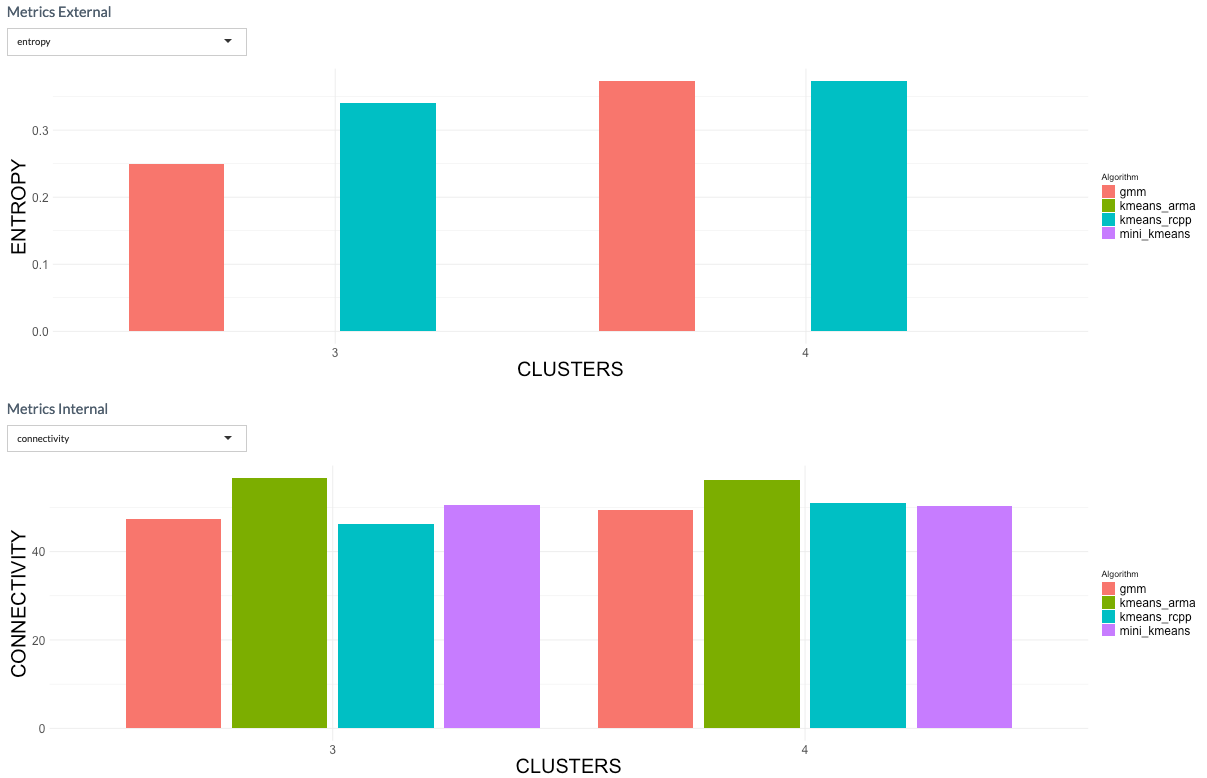 Metrics External
entropy
0.3
0.2
0.1
0.0
ENTROPY
3
4
CLUSTERS
Algorithm
gmm
kmeans_arma
kmeans_rcpp
mini_kmeans
Metrics Internal
connectivity
40
20
0
CONNECTIVITY
3
4
CLUSTERS
Algorithm
gmm
kmeans_arma
kmeans_rcpp
mini_kmeans